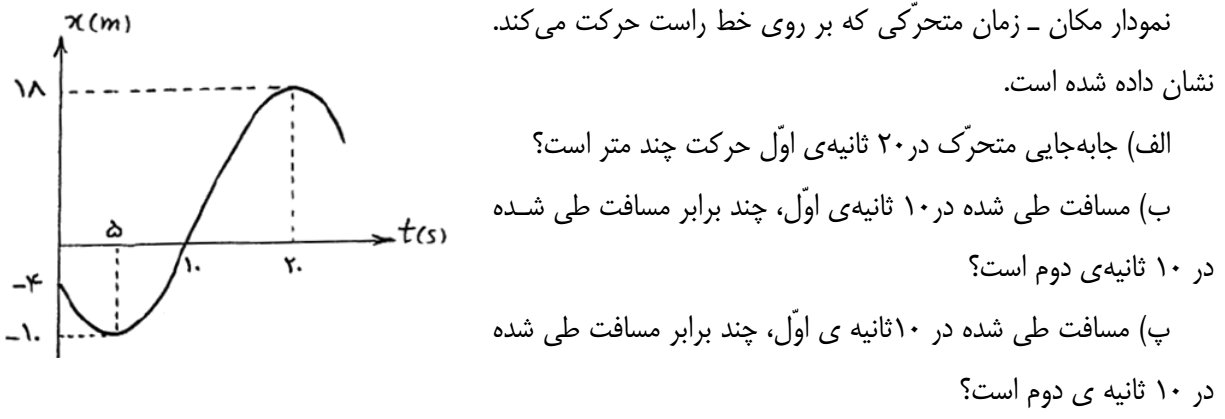 نمودار مکان ـ زمان متحرّکی که بر روی خط راست حرکت می‌کند.
نشان داده شده است.
الف) جابه‌جایی متحرّک در ۲۰ ثانیه‌ی اوّل حرکت چند متر است؟
ب) مسافت طی شده در ۱۰ ثانیه‌ی اوّل، چند برابر مسافت طی شـده
در ۱۰ ثانیه‌ی دوم است؟
پ) مسافت طی شده در ۱۰ثانیه ی اوّل، چند برابر مسافت طی شده
در ۱۰ ثانیه ی دوم است؟
x(m)
۱۸
۵
t(s)
۱۰
۲۰
-۴
-۱۰